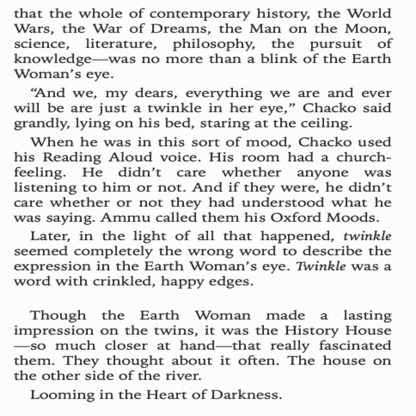 that the whole of contemporary history, the World
Wars, the War of Dreams, the Man on the Moon,
science, literature, philosophy, the pursuit of
knowledge—was no more than a blink of the Earth
Woman’s eye.
“And we, my dears, everything we are and ever
will be are just a twinkle in her eye,” Chacko said
grandly, lying on his bed, staring at the ceiling.
When he was in this sort of mood, Chacko used
his Reading Aloud voice. His room had a church-
feeling. He didn’t care whether anyone was
listening to him or not. And if they were, he didn’t
care whether or not they had understood what he
was saying. Ammu called them his Oxford Moods.
Later, in the light of all that happened, twinkle
seemed completely the wrong word to describe the
expression in the Earth Woman’s eye. Twinkle was a
word with crinkled, happy edges.
Though the Earth Woman made a lasting
impression on the twins, it was the History House
—so much closer at hand—that really fascinated
them. They thought about it often. The house on
the other side of the river.
Looming in the Heart of Darkness.